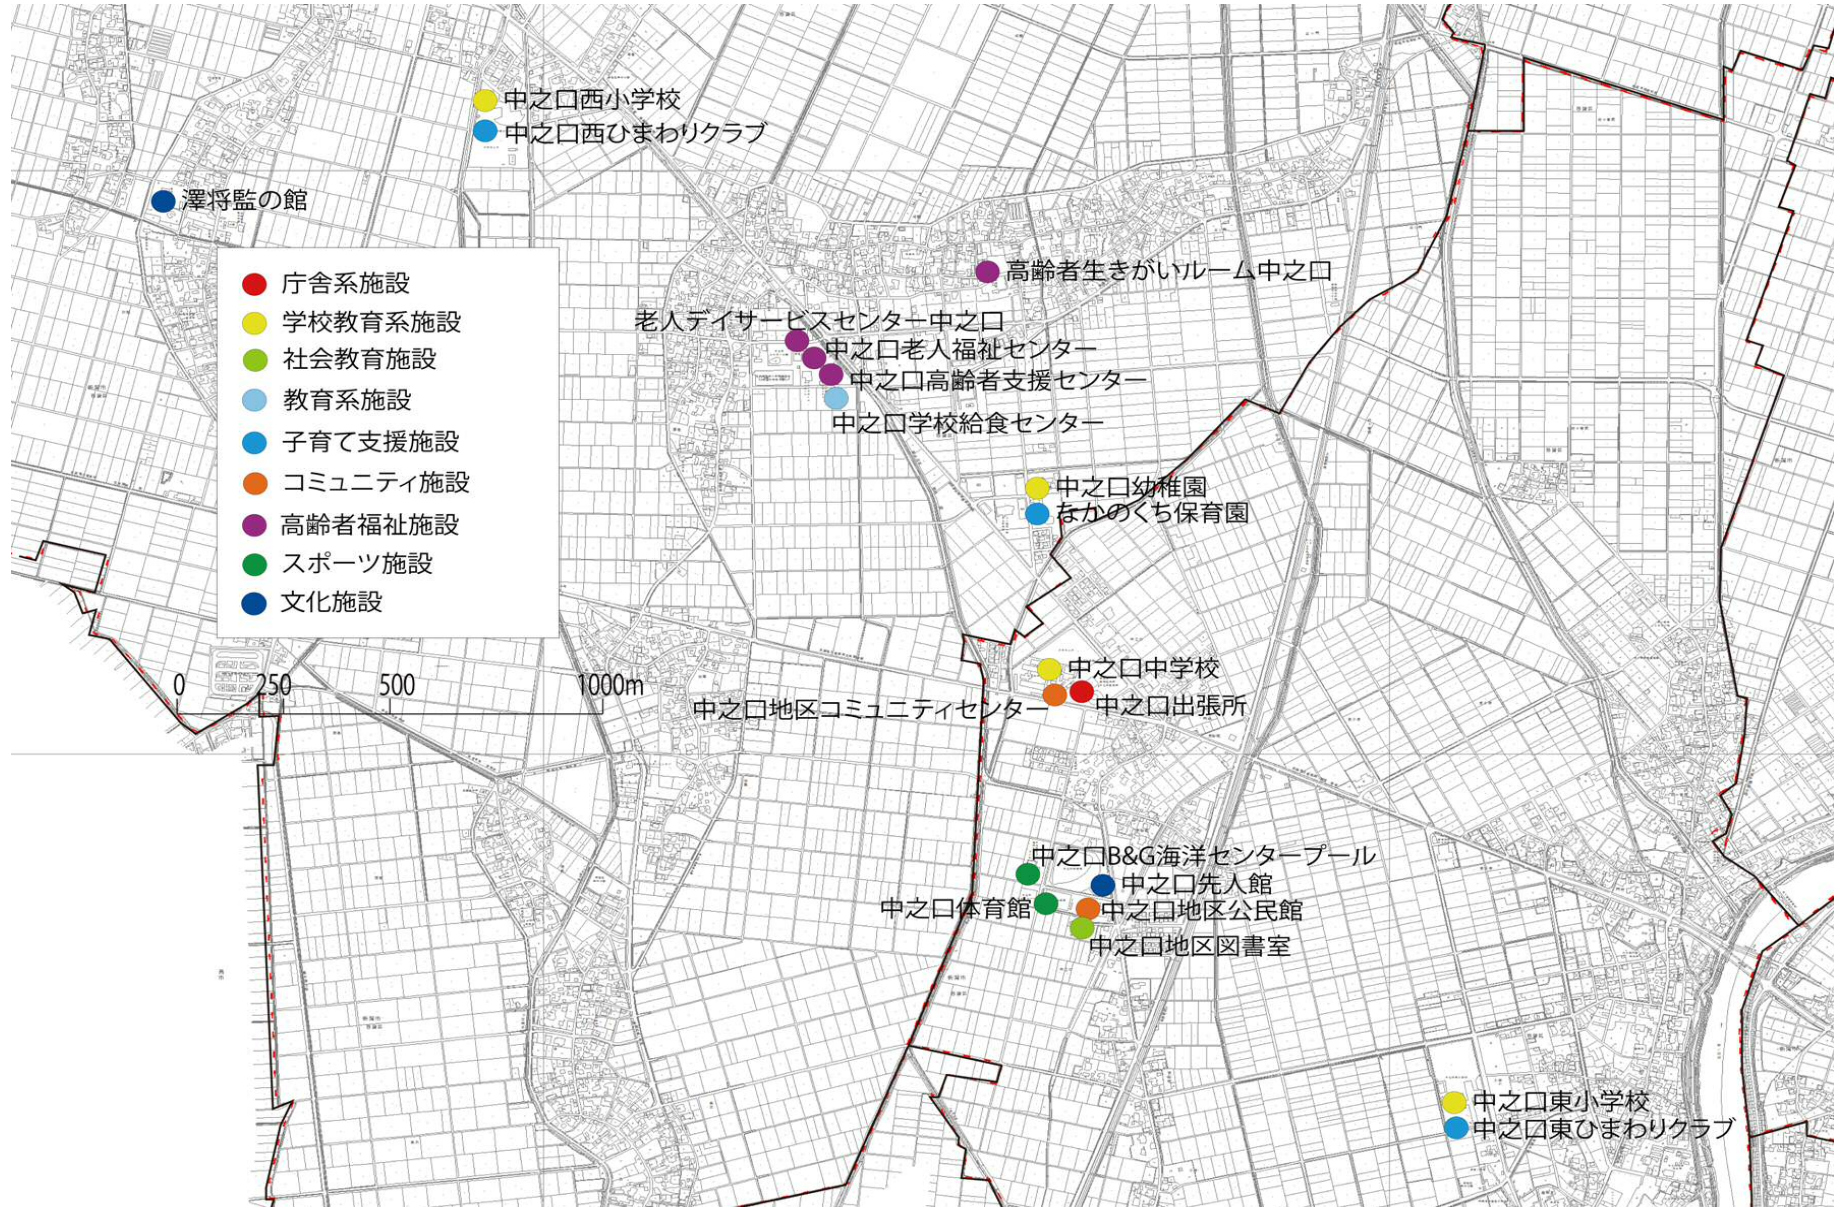 中之口西小学校
中之口西ひまわりクラブ
澤将監の館
高齢者生きがいルーム中之口
老人デイサービスセンター中之口
中之口老人福祉センター
中之口高齢者支援センター
中之口学校給食センター
庁舎系施設
学校教育系施設
社会教育施設
教育系施設
子育て支援施設
コミュニティ施設
高齢者福祉施設
スポーツ施設
文化施設
中之口幼稚園
なかのくち保育園
0 250 500 1000m
中之口中学校
中之口地区コミュニティセンター
中之口出張所
中之口B&G海洋センタープール
中之口先人館
中之口体育館
中之口地区公民館
中之口地区図書室
中之口東小学校
中之口東ひまわりクラブ